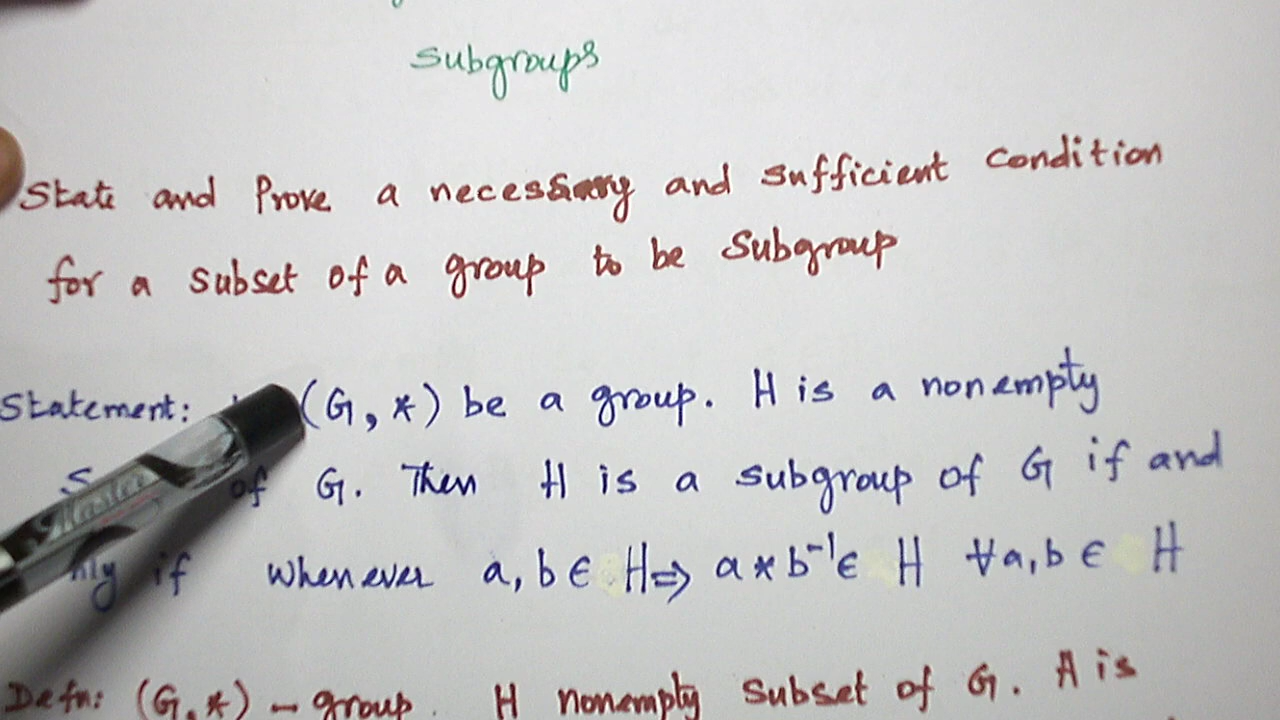 Subgroups
State and Prove a necessary and sufficient condition
for a subset of a group to be Subgroup
Statement: (G, *) be a group. H is a nonempty
of G. Then H is a subgroup of G if and
if whenever a, b ∈ H ⇒ a * b⁻¹ ∈ H ∀ a, b ∈ H
Defn: (G, *) - group. H nonempty subset of G. A is